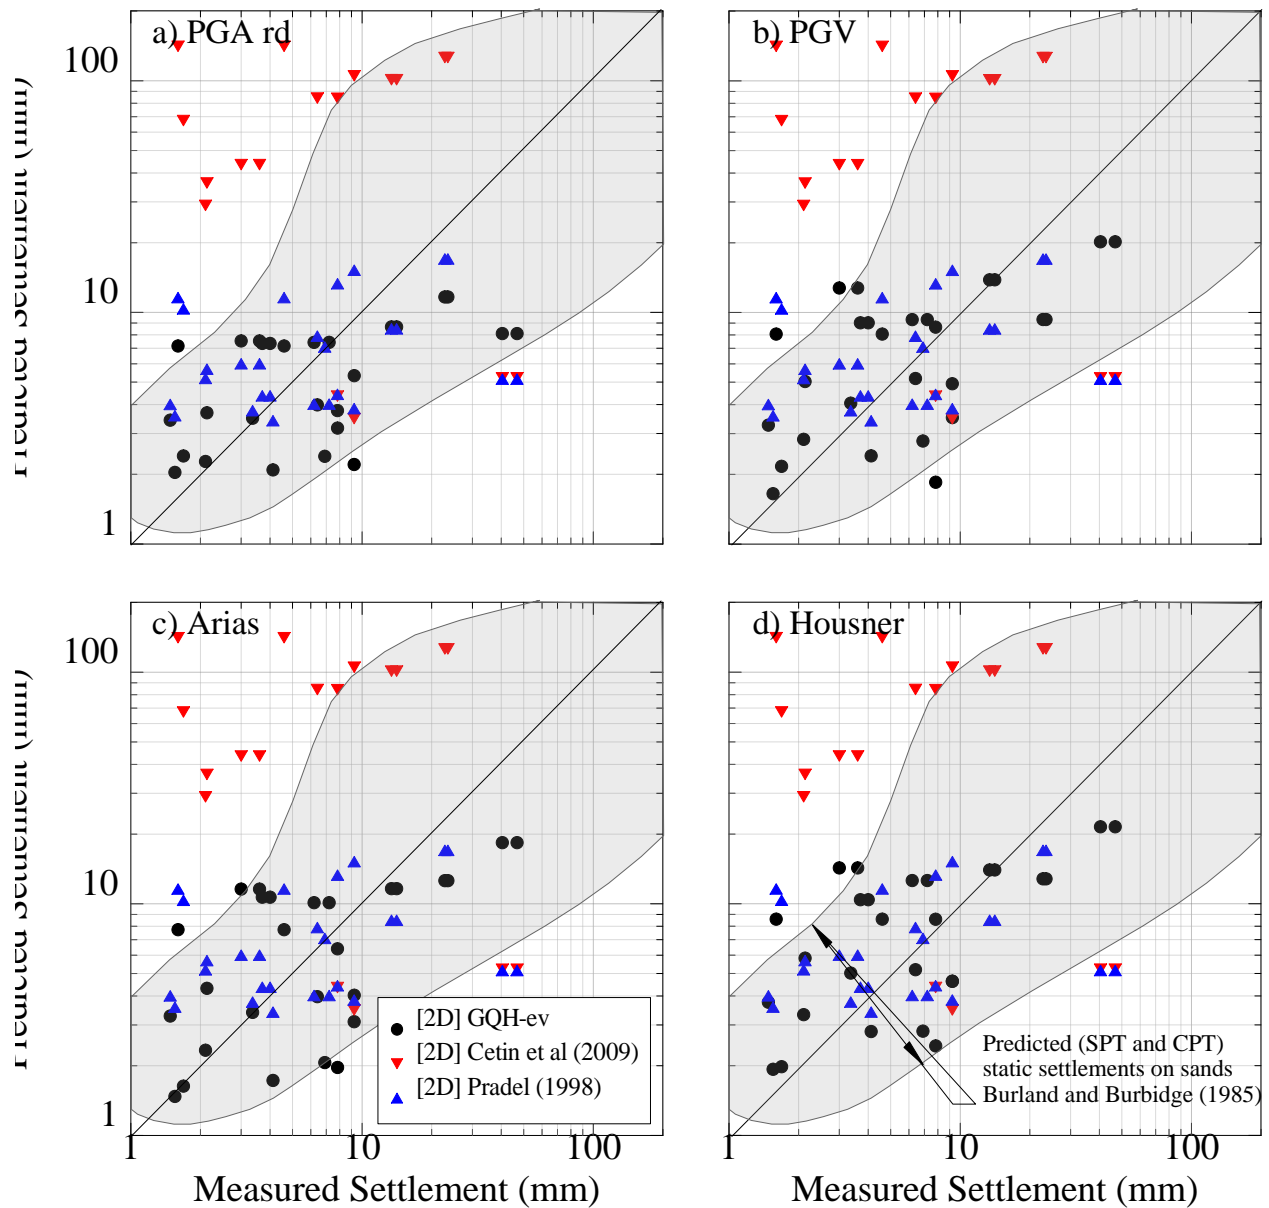 a) PGA rd
b) PGV
100
10
1
c) Arias
d) Housner
100
10
1
[2D] GQH-ev
[2D] Cetin et al (2009)
[2D] Pradel (1998)
Predicted (SPT and CPT)
static settlements on sands
Burland and Burbidge (1985)
1 10 100
1 10 100
Measured Settlement (mm)
Measured Settlement (mm)